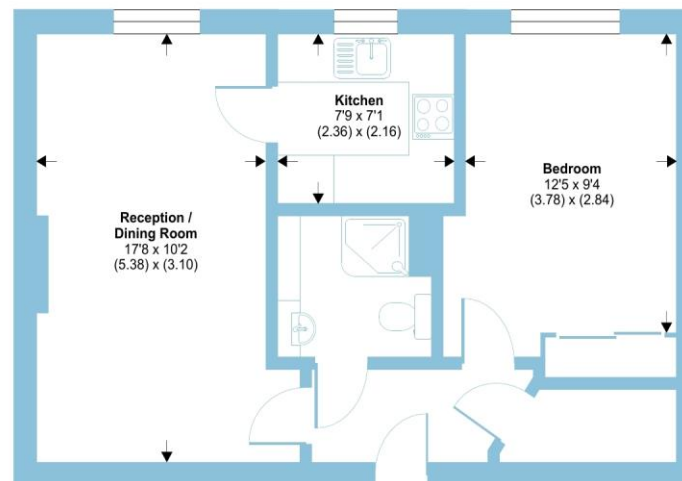 Kitchen
7'9 x 7'1
(2.36) x (2.16)
Bedroom
12'5 x 9'4
(3.78) x (2.84)
Reception /
Dining Room
17'8 x 10'2
(5.38) x (3.10)